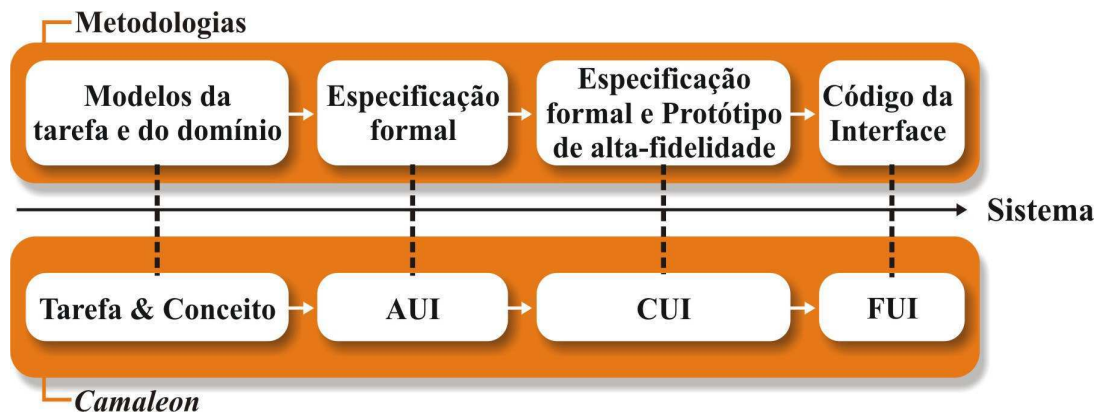 Metodologias
Modelos da
tarefa e do domínio
Especificação
formal
Especificação
formal e Protótipo
de alta-fidelidade
Código da
Interface
Sistema
Tarefa & Conceito
AUI
CUI
FUI
Camaleon